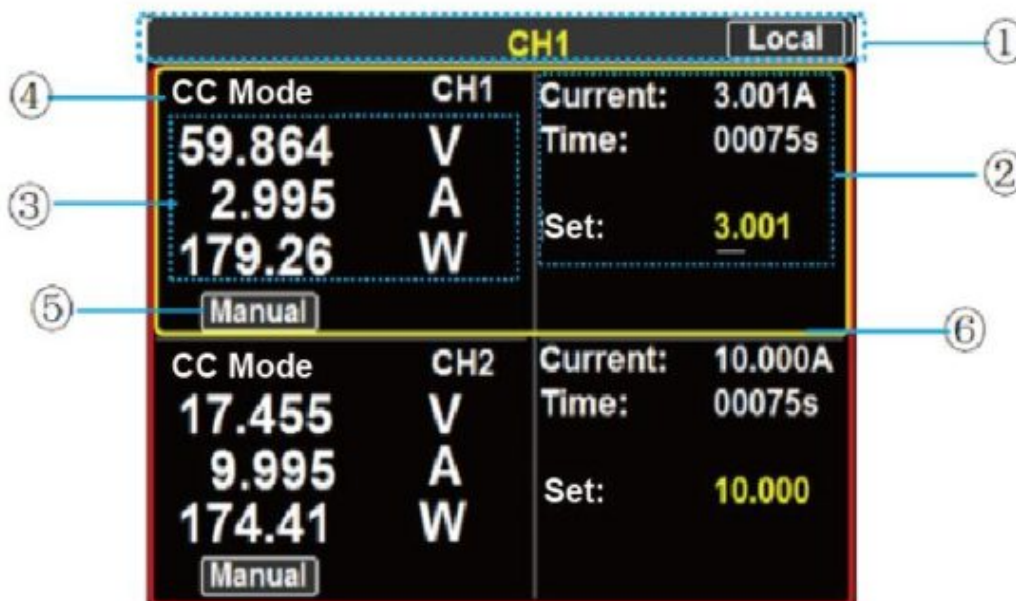 CH1 Local ①
④ CC Mode CH1 Current: 3.001A
59.864 V Time: 00075s ②
③ 2.995 A
179.26 W Set: 3.001
⑤ Manual ⑥
CC Mode CH2 Current: 10.000A
17.455 V Time: 00075s
9.995 A Set: 10.000
174.41 W
Manual